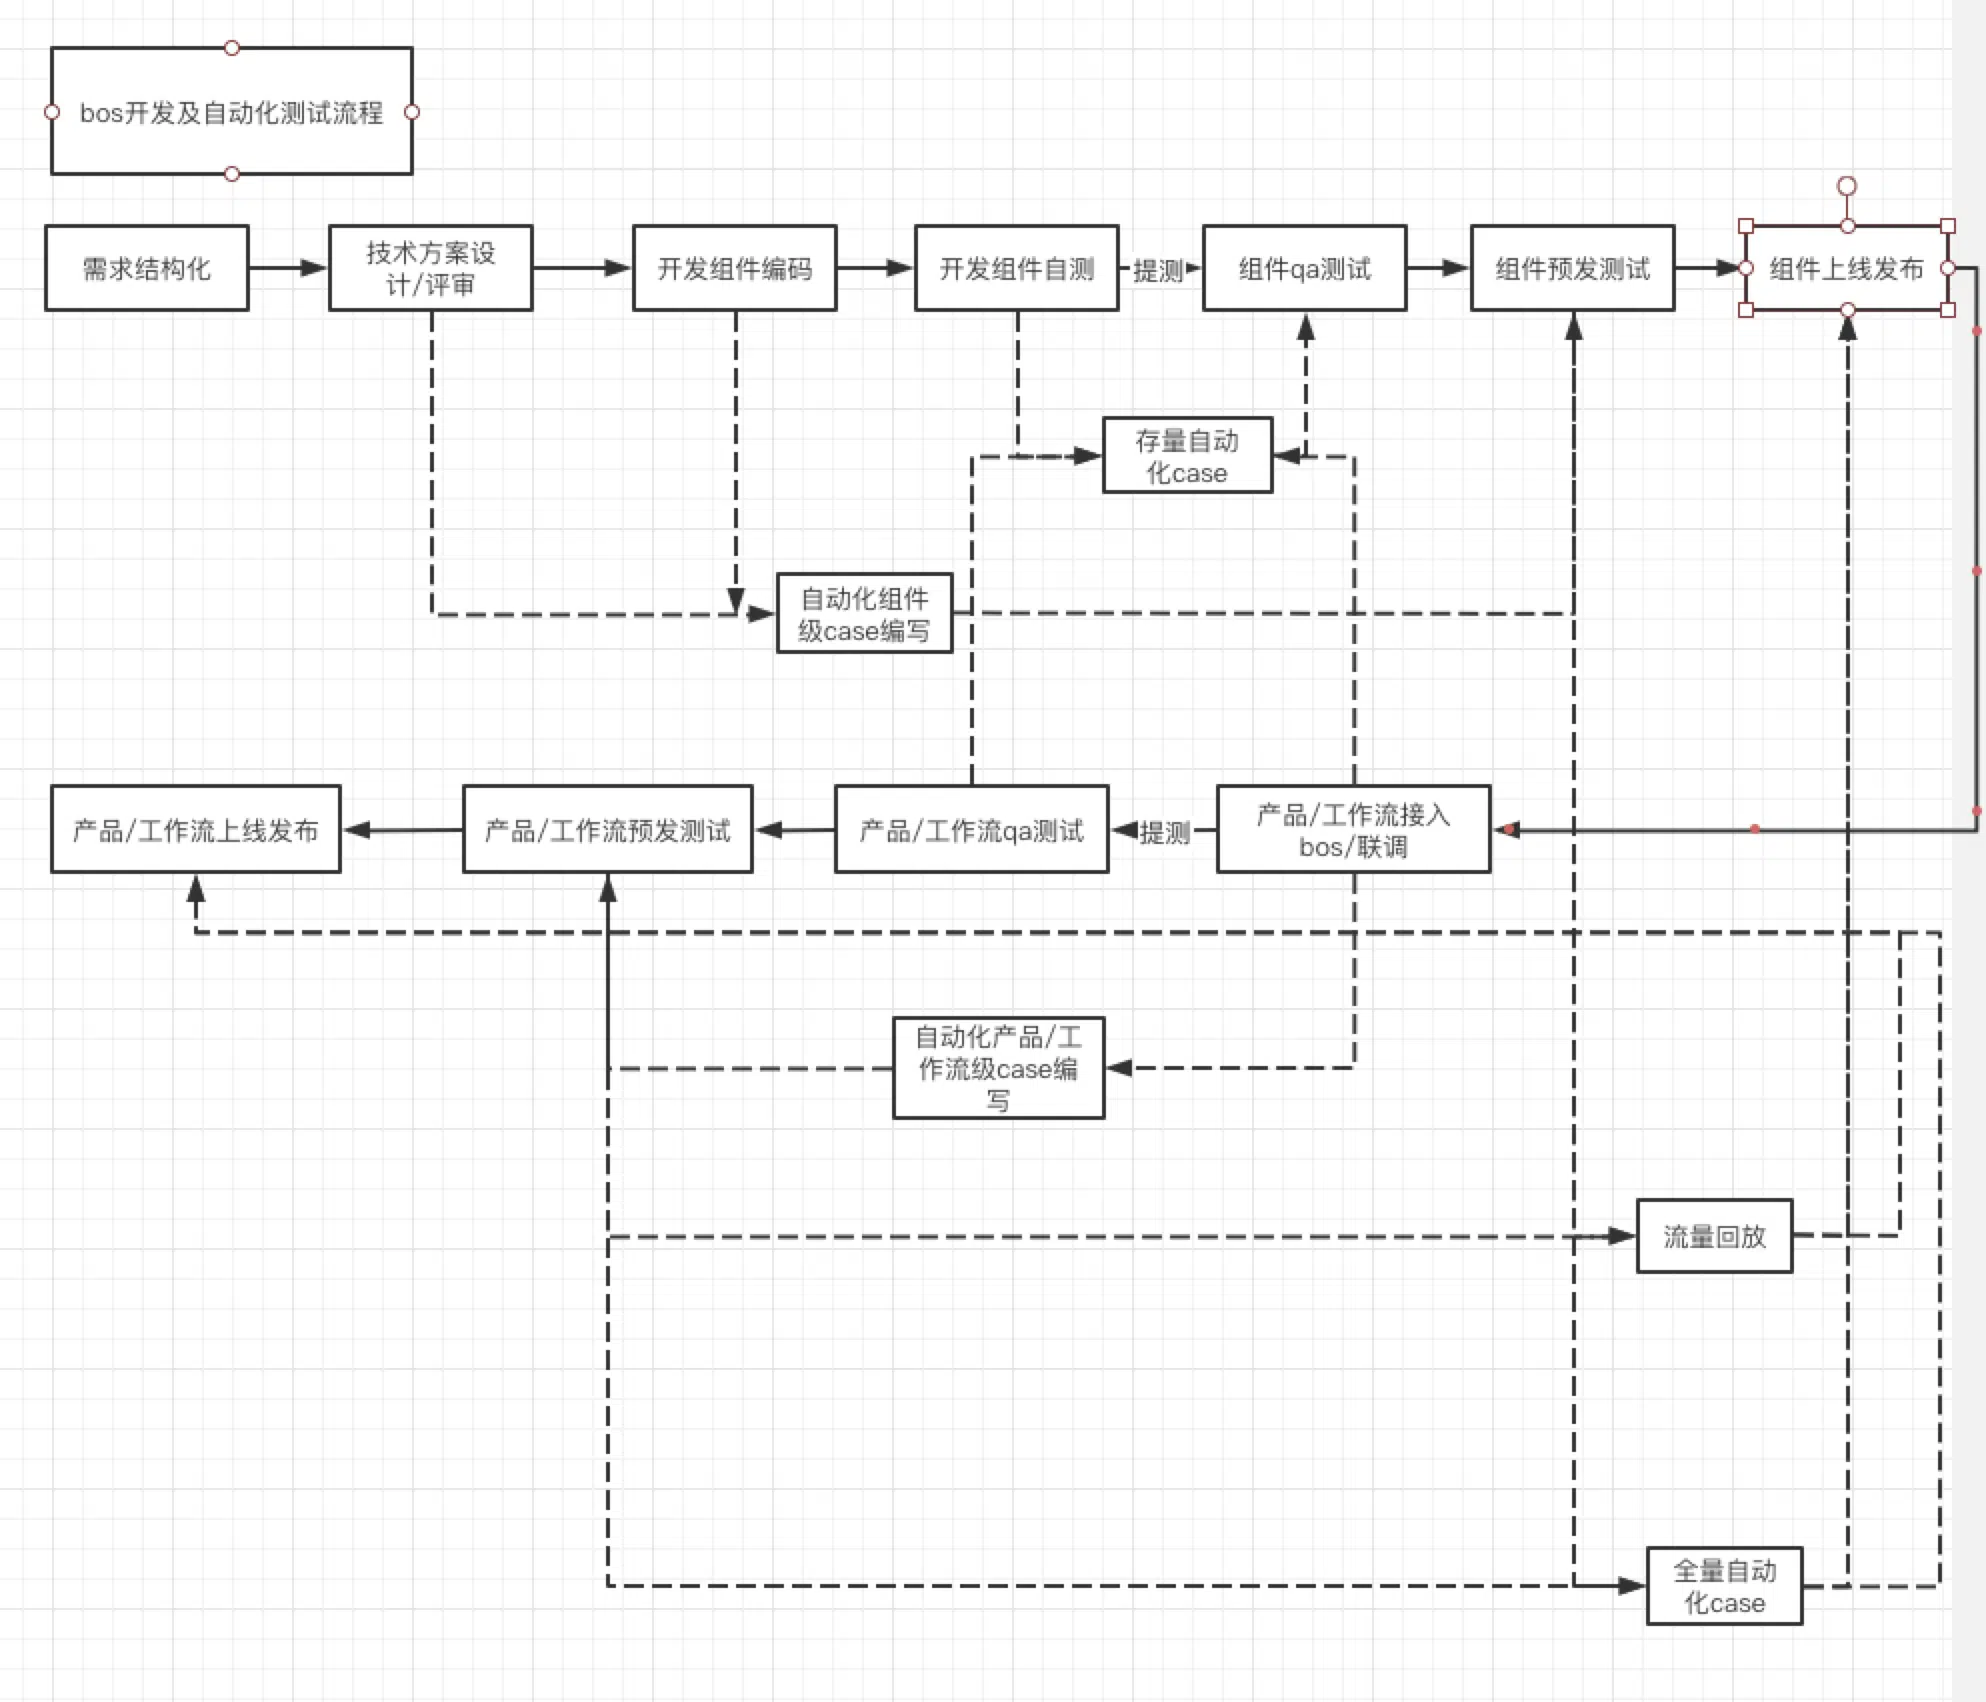 bos开发及自动化测试流程
需求结构化
技术方案设
计/评审
开发组件编码
开发组件自测
提测
组件qa测试
组件预发测试
组件上线发布
存量自动
化case
自动化组件
级case编写
产品/工作流上线发布
产品/工作流预发测试
产品/工作流qa测试
提测
产品/工作流接入
bos/联调
自动化产品/工
作流级case编
写
流量回放
全量自动
化case